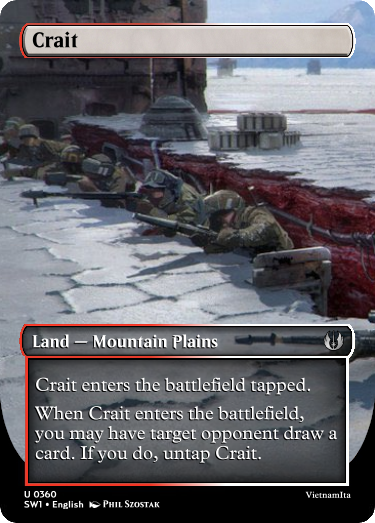 Crait
Land — Mountain Plains
Crait enters the battlefield tapped.
When Crait enters the battlefield,
you may have target opponent draw a
card. If you do, untap Crait.
U 0360
SW1 • English Phil Szostak
VietnamIta